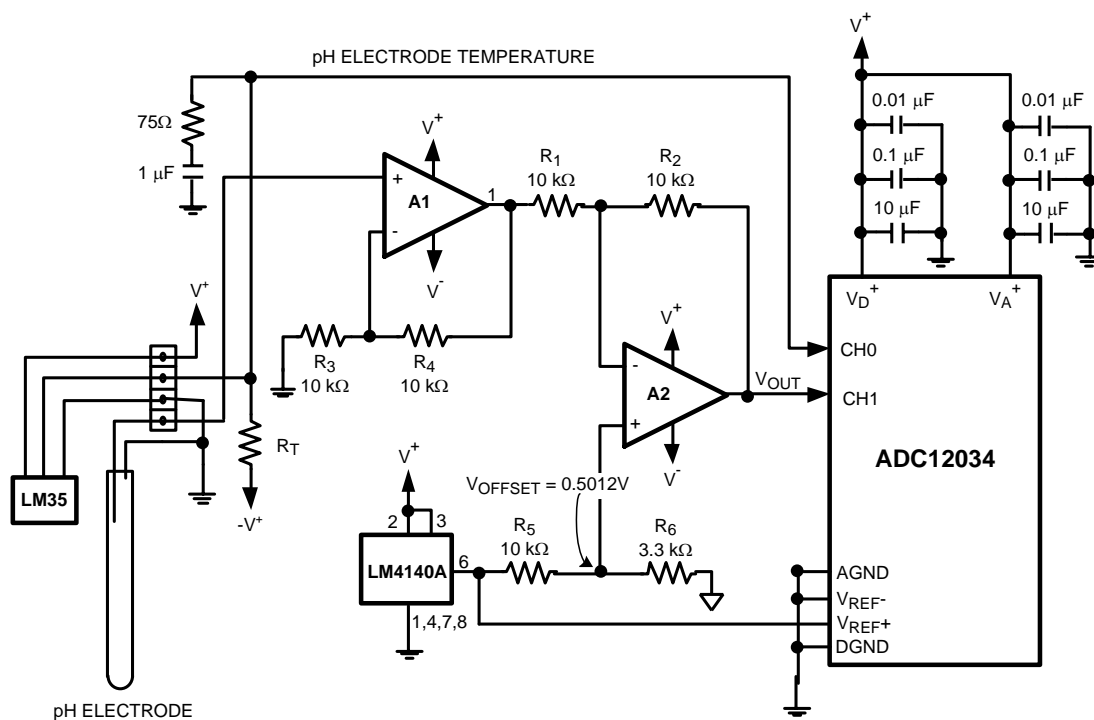 V+
pH ELECTRODE TEMPERATURE
75Ω
1 µF
0.01 µF
0.01 µF
0.1 µF
0.1 µF
10 µF
10 µF
V+
A1
+
-
1
V-
R1
10 kΩ
R2
10 kΩ
VD+
VA+
V+
R3
10 kΩ
R4
10 kΩ
V+
-
A2
+
V-
VOUT
CH0
CH1
ADC12034
RT
-V+
LM35
V+
VOFFSET = 0.5012V
2
3
LM4140A
6
R5
10 kΩ
R6
3.3 kΩ
1,4,7,8
AGND
VREF-
VREF+
DGND
pH ELECTRODE